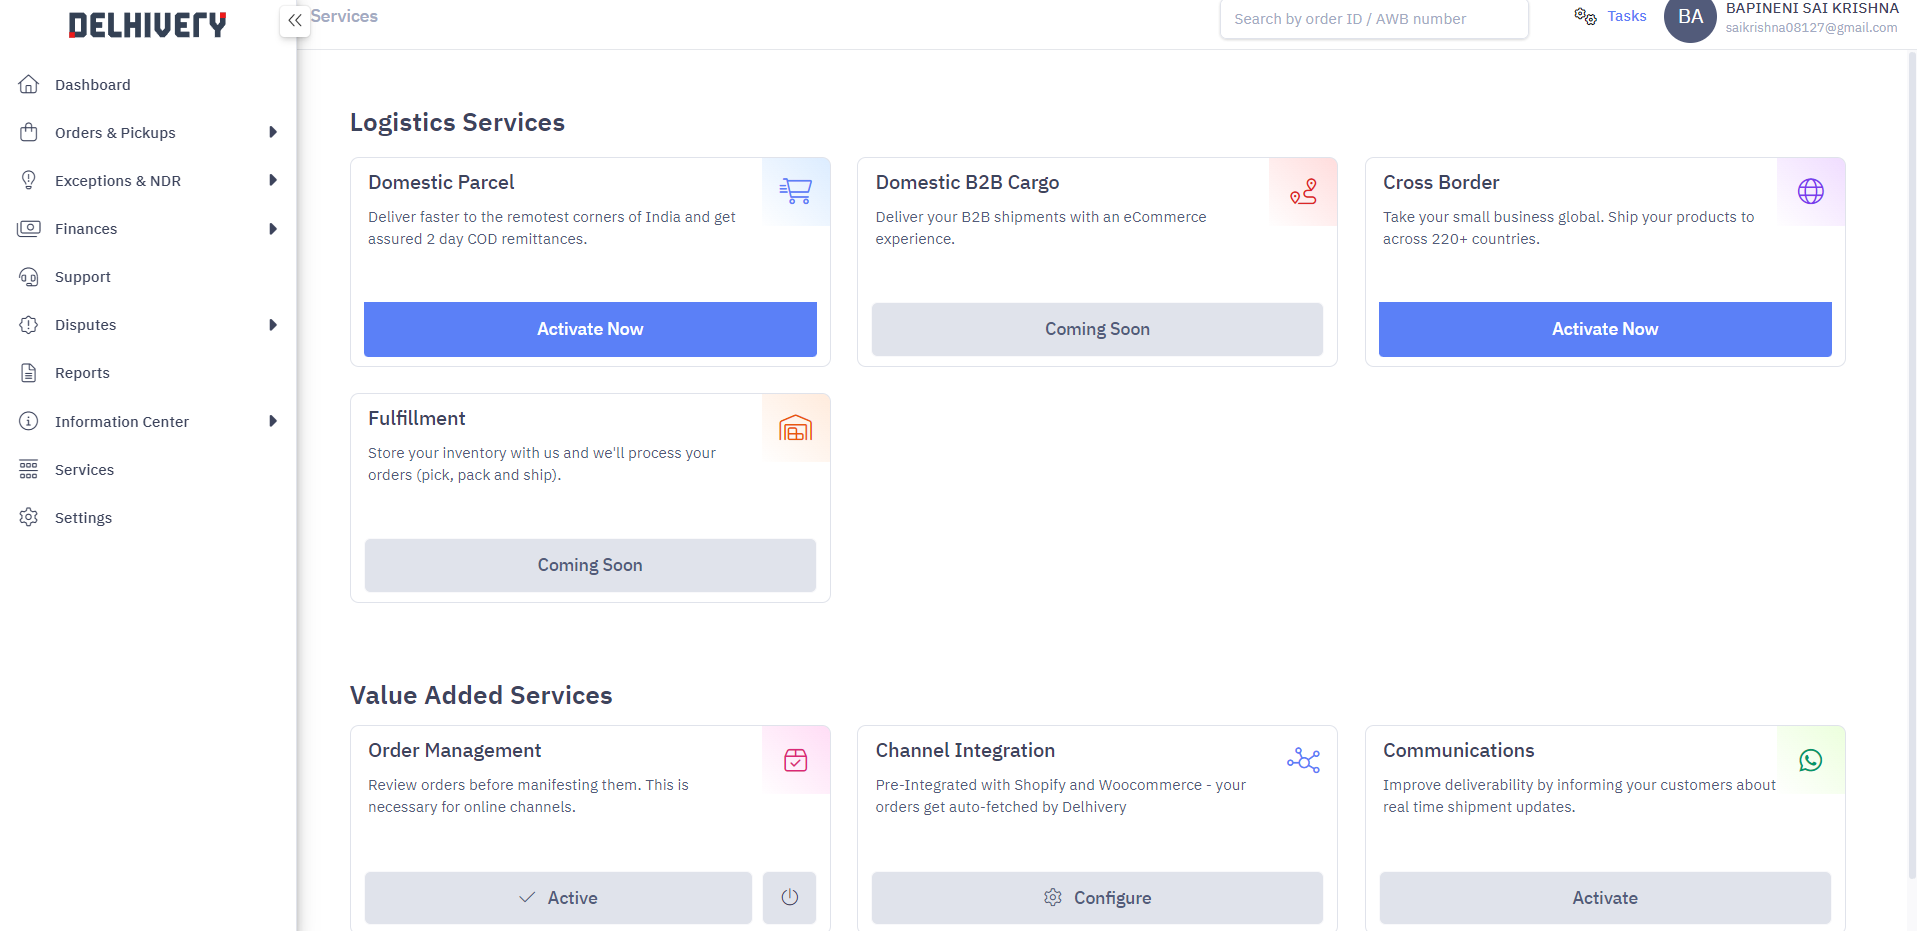 DELHIVERY
Services
Search by order ID / AWB number
Tasks
BA
BAPINENI SAI KRISHNA
saikrishna08127@gmail.com
Dashboard
Orders & Pickups
Exceptions & NDR
Finances
Support
Disputes
Reports
Information Center
Services
Settings
Logistics Services
Domestic Parcel
Deliver faster to the remotest corners of India and get
assured 2 day COD remittances.
Activate Now
Domestic B2B Cargo
Deliver your B2B shipments with an eCommerce
experience.
Coming Soon
Cross Border
Take your small business global. Ship your products to
across 220+ countries.
Activate Now
Fulfillment
Store your inventory with us and we'll process your
orders (pick, pack and ship).
Coming Soon
Value Added Services
Order Management
Review orders before manifesting them. This is
necessary for online channels.
Active
Channel Integration
Pre-Integrated with Shopify and Woocommerce - your
orders get auto-fetched by Delhivery
Configure
Communications
Improve deliverability by informing your customers about
real time shipment updates.
Activate